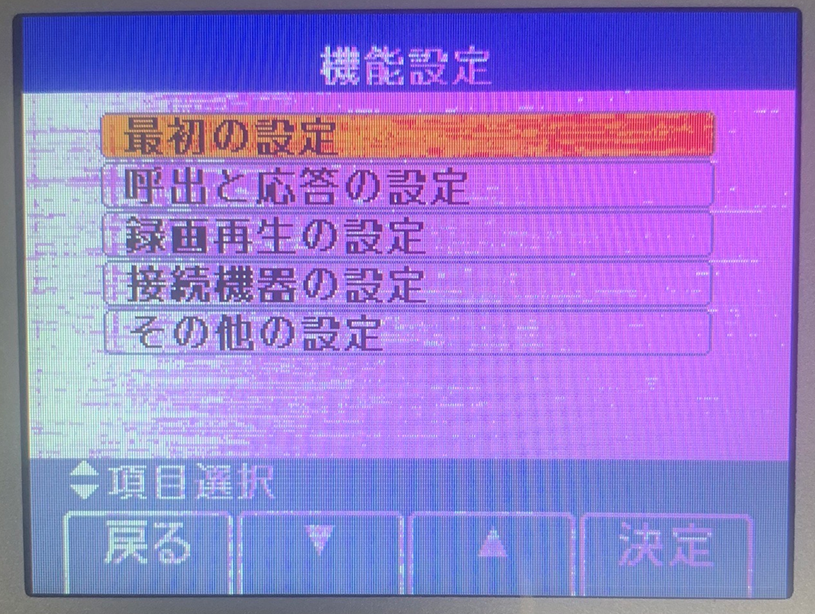 機能設定
最初の設定
呼出と応答の設定
録画再生の設定
接続機器の設定
その他の設定
項目選択
戻る ▼ ▲ 決定